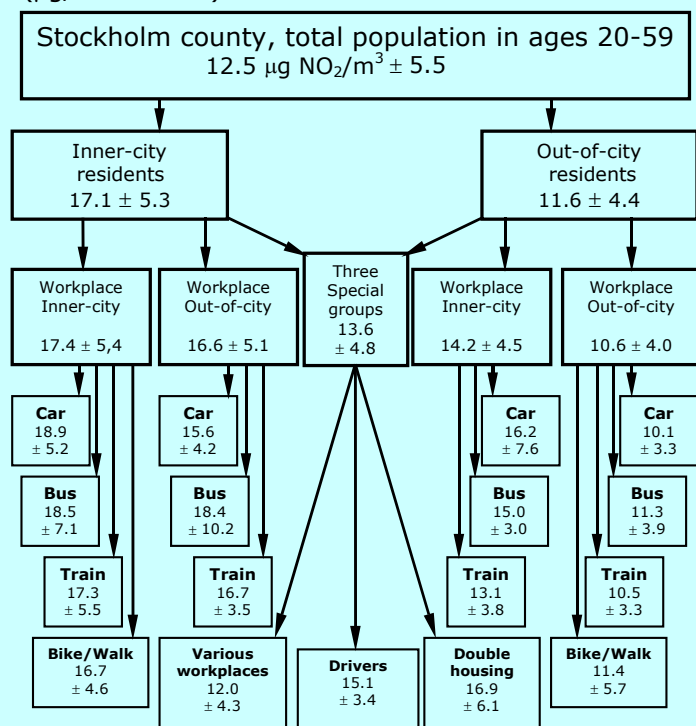 Stockholm county, total population in ages 20-59
12.5 μg NO₂/m³ ± 5.5
Inner-city
residents
17.1 ± 5.3
Out-of-city
residents
11.6 ± 4.4
Workplace
Inner-city
17.4 ± 5,4
Workplace
Out-of-city
16.6 ± 5.1
Three
Special
groups
13.6
± 4.8
Workplace
Inner-city
14.2 ± 4.5
Workplace
Out-of-city
10.6 ± 4.0
Car
18.9
± 5.2
Car
15.6
± 4.2
Car
16.2
± 7.6
Car
10.1
± 3.3
Bus
18.5
± 7.1
Bus
18.4
± 10.2
Bus
15.0
± 3.0
Bus
11.3
± 3.9
Train
17.3
± 5.5
Train
16.7
± 3.5
Train
13.1
± 3.8
Train
10.5
± 3.3
Bike/Walk
16.7
± 4.6
Various
workplaces
12.0
± 4.3
Drivers
15.1
± 3.4
Double
housing
16.9
± 6.1
Bike/Walk
11.4
± 5.7